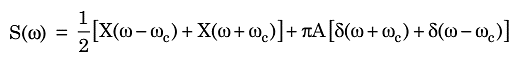 S(ω) = 1/2[X(ω−ω_c) + X(ω+ω_c)] + πA[δ(ω+ω_c) + δ(ω−ω_c)]